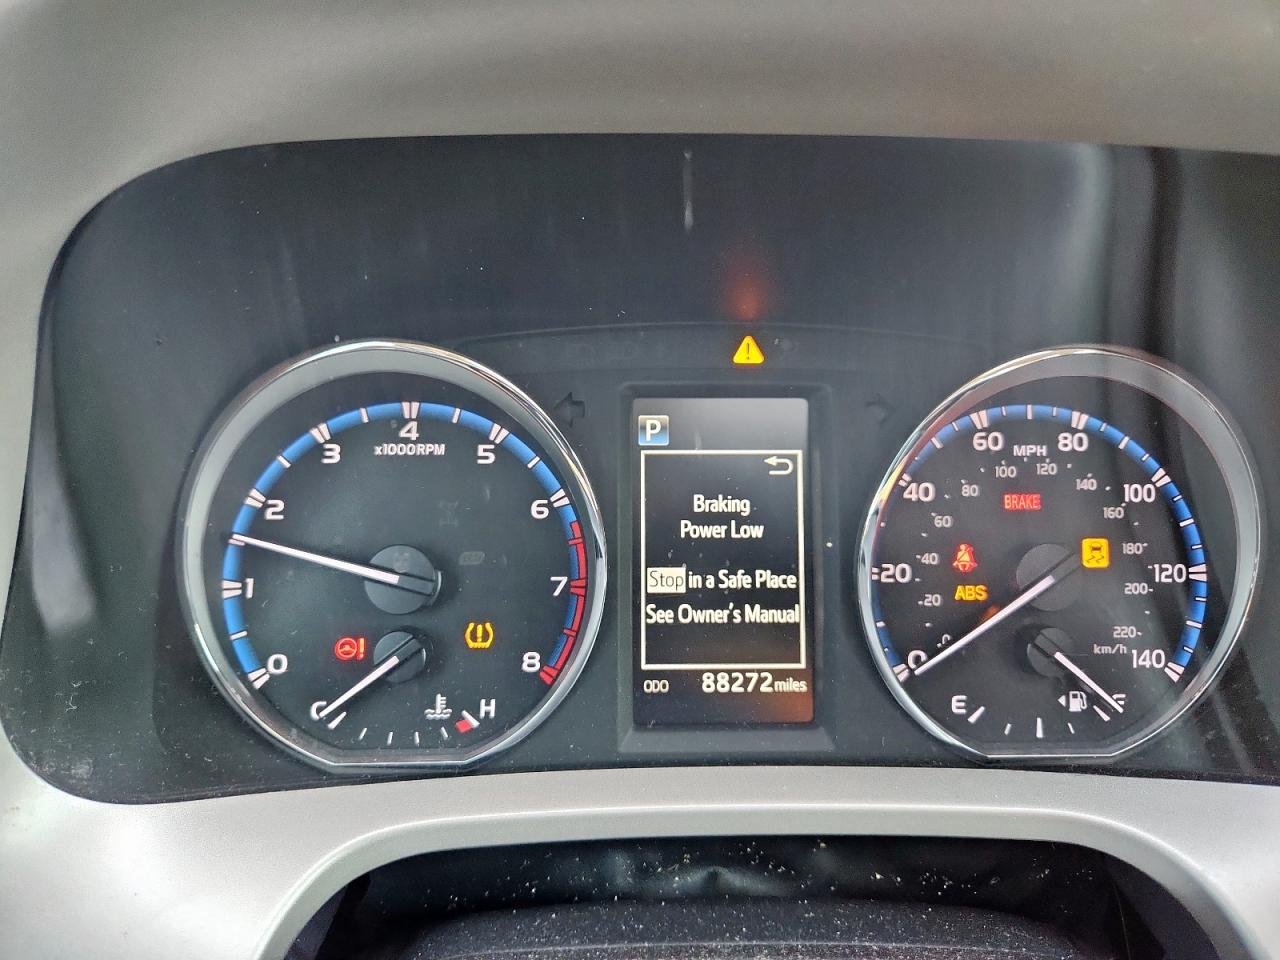 4
x1000RPM
3
5
2
6
1
7
0
8
C
H
P
Braking
Power Low
Stop in a Safe Place
See Owner's Manual
ODO 88272 miles
60 MPH 80
100 120
80 140
40 100
BRAKE
60 160
40 180
20 120
ABS
20 200
0 220
km/h
0 140
E F